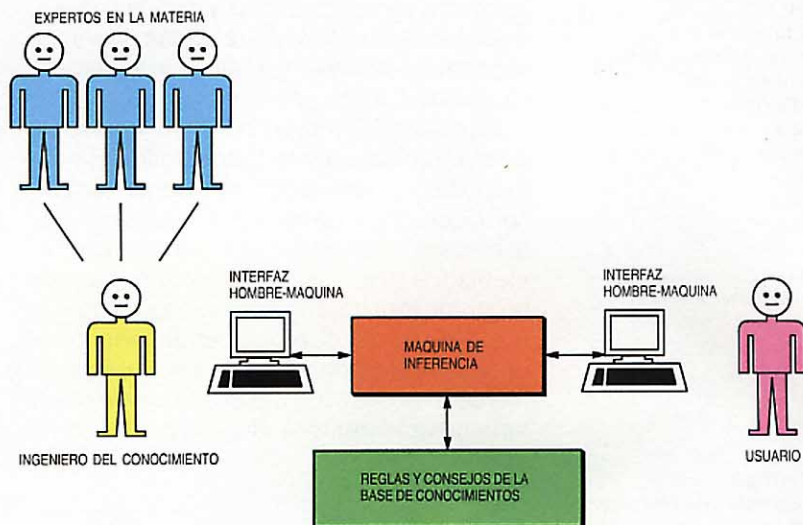 EXPERTOS EN LA MATERIA
INTERFAZ
HOMBRE-MAQUINA
INTERFAZ
HOMBRE-MAQUINA
MAQUINA DE
INFERENCIA
INGENIERO DEL CONOCIMIENTO
USUARIO
REGLAS Y CONSEJOS DE LA
BASE DE CONOCIMIENTOS